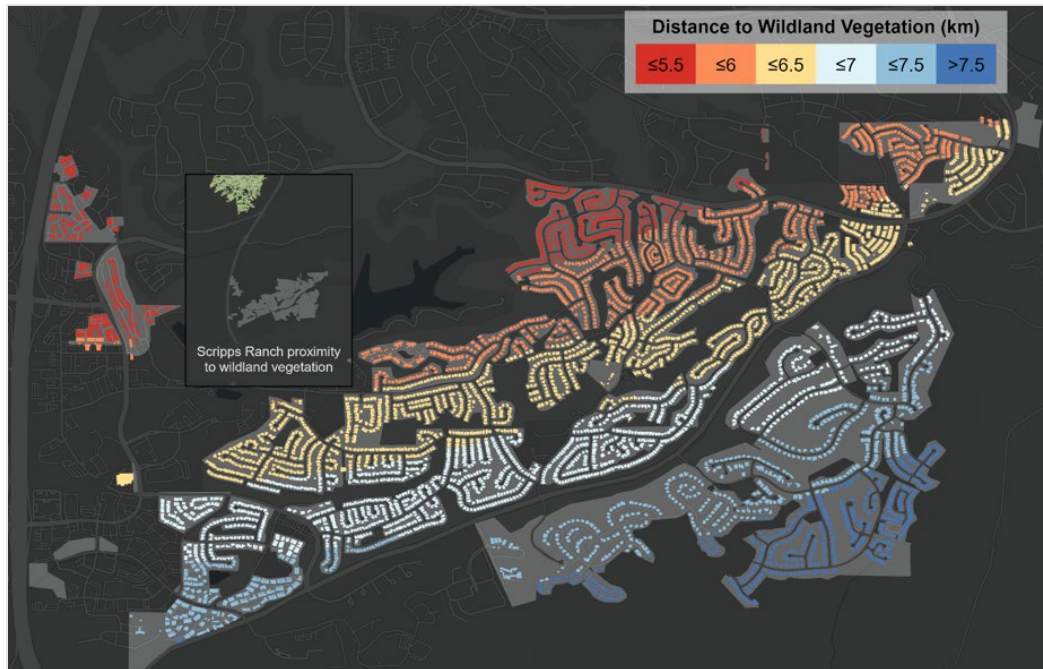 Distance to Wildland Vegetation (km)
≤5.5 ≤6 ≤6.5 ≤7 ≤7.5 >7.5
Scripps Ranch proximity
to wildland vegetation